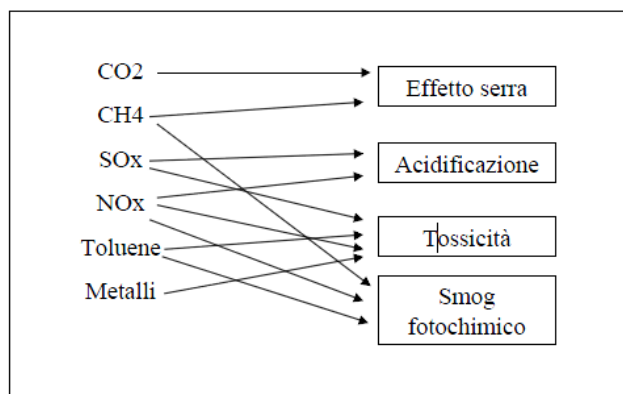 CO2
CH4
SOx
NOx
Toluene
Metalli
Effetto serra
Acidificazione
Tossicità
Smog
fotochimico